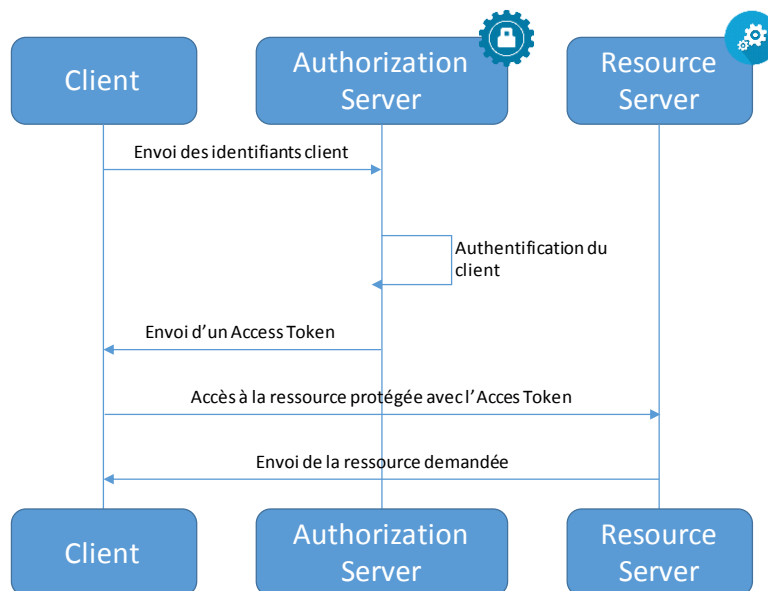 Client
Authorization
Server
Resource
Server
Envoi des identifiants client
Authentification du
client
Envoi d'un Access Token
Accès à la ressource protégée avec l'Acces Token
Envoi de la ressource demandée
Client
Authorization
Server
Resource
Server